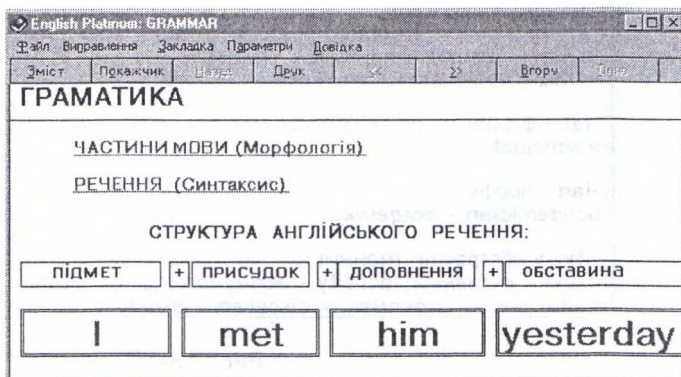 English Platinum: GRAMMAR
Файл Виправлення Закладка Параметри Довідка
Зміст Покажчик Назад Друк << >> Вгору
ГРАМАТИКА
ЧАСТИНИ МОВИ (Морфологія)
РЕЧЕННЯ (Синтаксис)
СТРУКТУРА АНГЛІЙСЬКОГО РЕЧЕННЯ:
ПІДМЕТ + ПРИСУДОК + ДОПОВНЕННЯ + ОБСТАВИНА
I met him yesterday